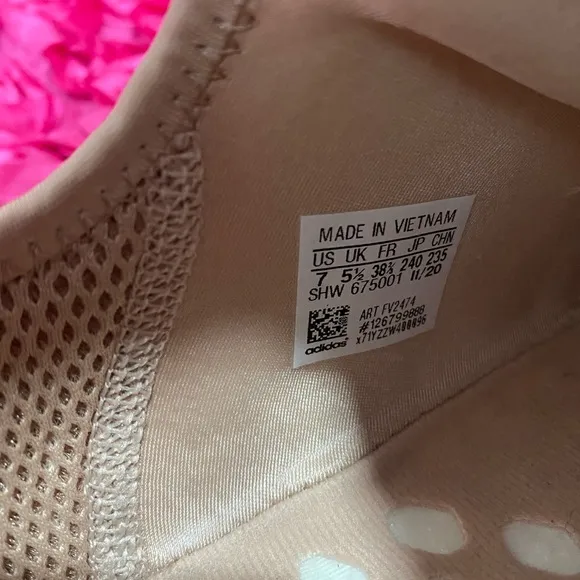 MADE IN VIETNAM
US UK FR JP CHN
7 5½ 38⅔ 240 235
SHW 675001 11/20
ART FV2474
#126799888
x71YZZW400096
adidas